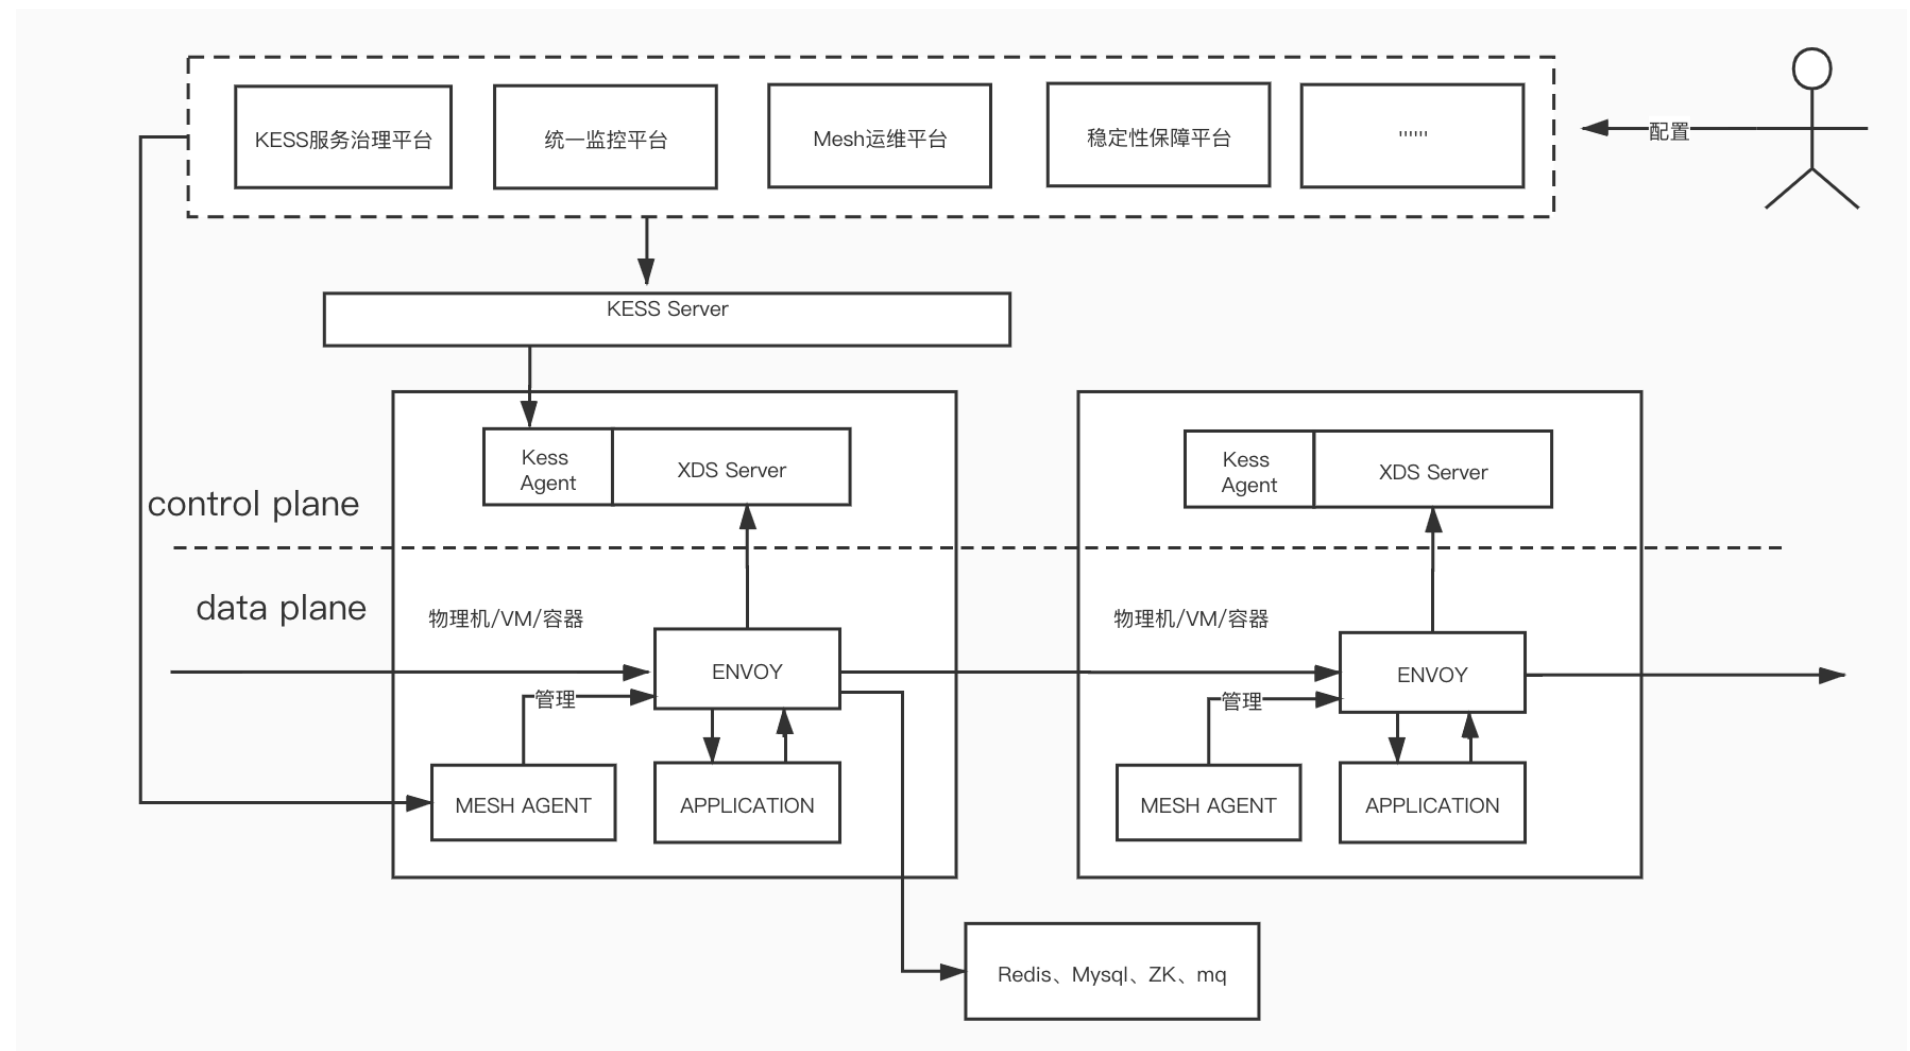 KESS服务治理平台
统一监控平台
Mesh运维平台
稳定性保障平台
''''''
配置
KESS Server
Kess
Agent
XDS Server
Kess
Agent
XDS Server
control plane
data plane
物理机/VM/容器
物理机/VM/容器
ENVOY
ENVOY
管理
管理
MESH AGENT
APPLICATION
MESH AGENT
APPLICATION
Redis、Mysql、ZK、mq